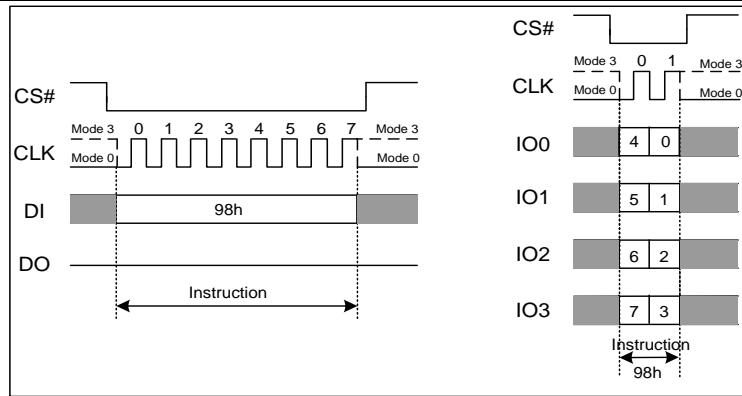 CS#
Mode 3 0 1 2 3 4 5 6 7 Mode 3
CLK
Mode 0 Mode 0
DI
98h
DO
Instruction
CS#
Mode 3 0 1 Mode 3
CLK
Mode 0 Mode 0
IO0
4 0
IO1
5 1
IO2
6 2
IO3
7 3
Instruction
98h